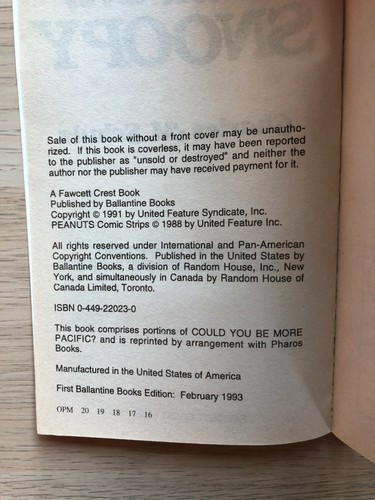 SNOOPY
Sale of this book without a front cover may be unautho-
rized. If this book is coverless, it may have been reported
to the publisher as "unsold or destroyed" and neither the
author nor the publisher may have received payment for it.
A Fawcett Crest Book
Published by Ballantine Books
Copyright © 1991 by United Feature Syndicate, Inc.
PEANUTS Comic Strips © 1988 by United Feature Inc.
All rights reserved under International and Pan-American
Copyright Conventions. Published in the United States by
Ballantine Books, a division of Random House, Inc., New
York, and simultaneously in Canada by Random House of
Canada Limited, Toronto.
ISBN 0-449-22023-0
This book comprises portions of COULD YOU BE MORE
PACIFIC? and is reprinted by arrangement with Pharos
Books.
Manufactured in the United States of America
First Ballantine Books Edition: February 1993
OPM 20 19 18 17 16